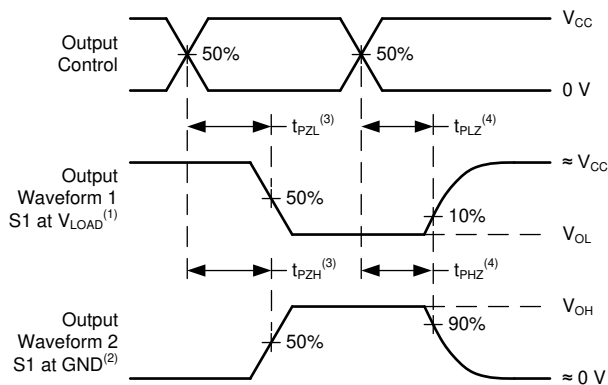 V_CC
Output
Control
50%
50%
0 V
t_PZL^(3)
t_PLZ^(4)
≈ V_CC
Output
Waveform 1
S1 at V_LOAD^(1)
50%
10%
V_OL
t_PZH^(3)
t_PHZ^(4)
V_OH
Output
Waveform 2
S1 at GND^(2)
50%
90%
≈ 0 V